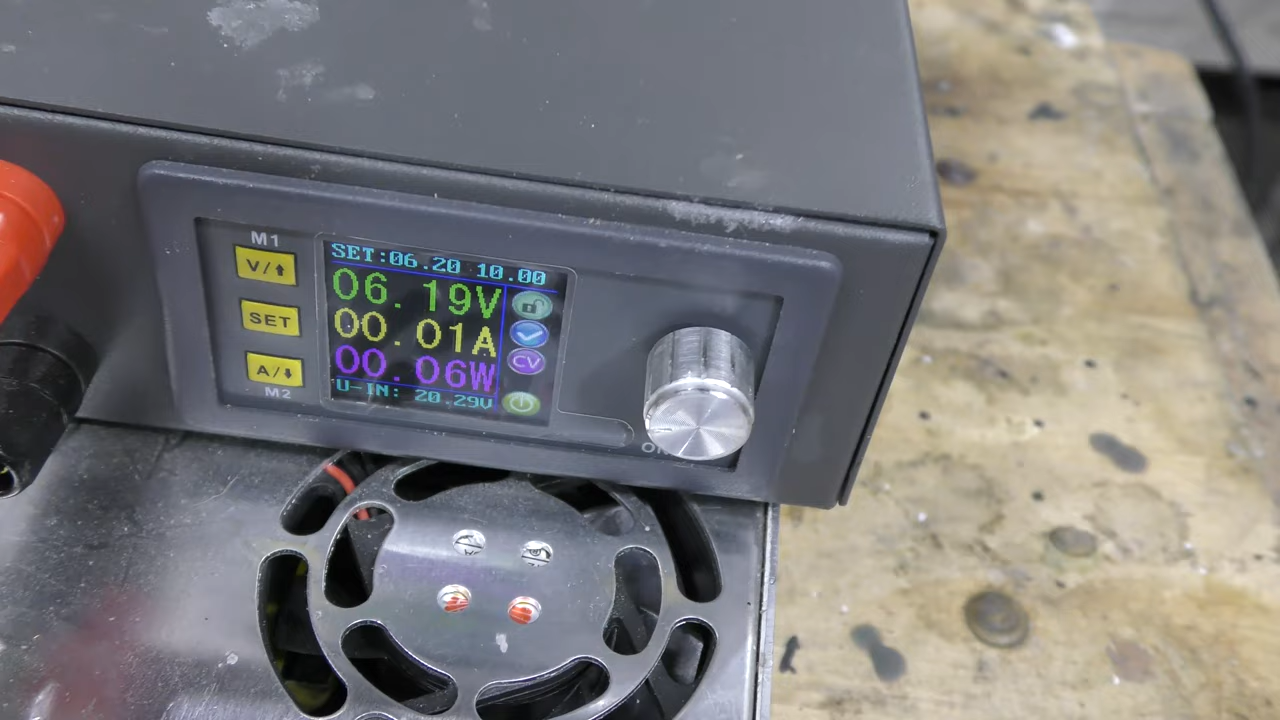 M1
V/⬆
SET
A/⬇
M2
SET:06.20 10.00
06.19V
00.01A
CV
00.06W
U-IN: 20.29V